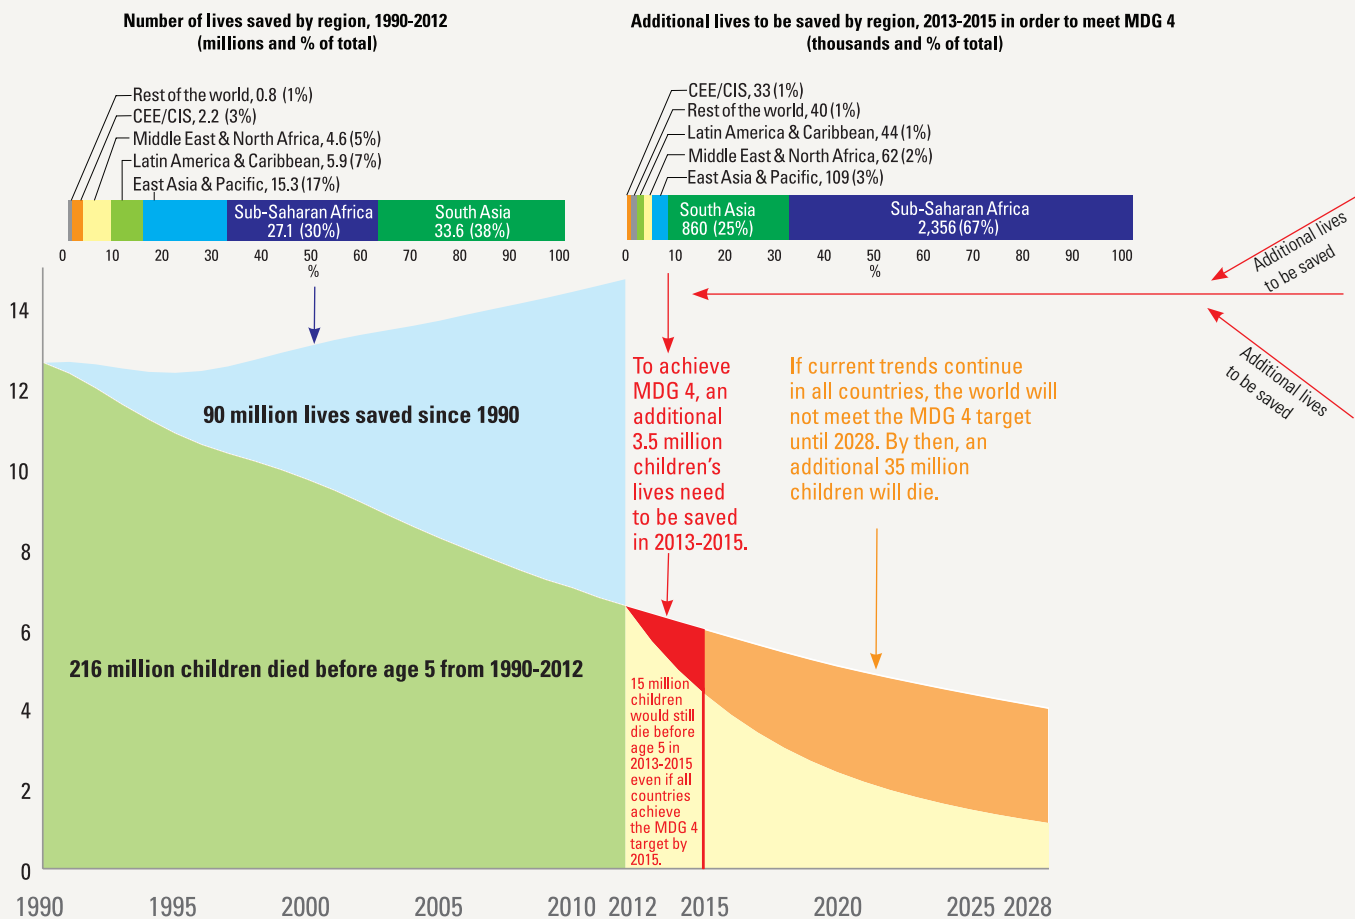 Number of lives saved by region, 1990-2012
(millions and % of total)
Rest of the world, 0.8 (1%)
CEE/CIS, 2.2 (3%)
Middle East & North Africa, 4.6 (5%)
Latin America & Caribbean, 5.9 (7%)
East Asia & Pacific, 15.3 (17%)
Sub-Saharan Africa
27.1 (30%)
South Asia
33.6 (38%)
0 10 20 30 40 50 60 70 80 90 100
%
Additional lives to be saved by region, 2013-2015 in order to meet MDG 4
(thousands and % of total)
CEE/CIS, 33 (1%)
Rest of the world, 40 (1%)
Latin America & Caribbean, 44 (1%)
Middle East & North Africa, 62 (2%)
East Asia & Pacific, 109 (3%)
South Asia
860 (25%)
Sub-Saharan Africa
2,356 (67%)
0 10 20 30 40 50 60 70 80 90 100
%
Additional lives
to be saved
Additional lives
to be saved
14
12
10
8
6
4
2
0
90 million lives saved since 1990
216 million children died before age 5 from 1990-2012
To achieve
MDG 4, an
additional
3.5 million
children's
lives need
to be saved
in 2013-2015.
If current trends continue
in all countries, the world will
not meet the MDG 4 target
until 2028. By then, an
additional 35 million
children will die.
15 million
children
would still
die before
age 5 in
2013-2015
even if all
countries
achieve
the MDG 4
target by
2015.
1990 1995 2000 2005 2010 2012 2015 2020 2025 2028